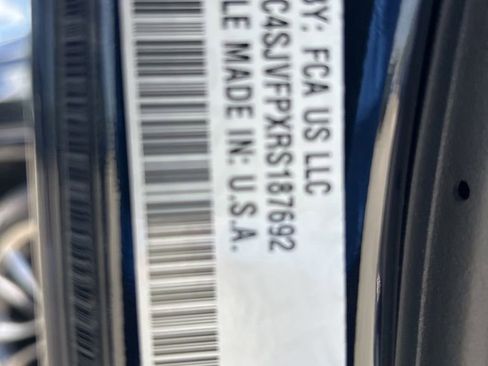 BY: FCA US LLC
C4SJVFPXRS187692
LE MADE IN: U.S.A.